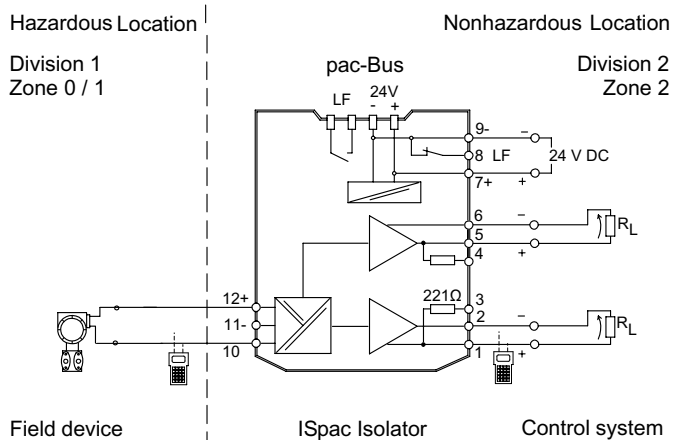 Hazardous Location
Nonhazardous Location
Division 1
Zone 0 / 1
pac-Bus
Division 2
Zone 2
LF
24V
- +
9-
8 LF
7+
−
+
24 V DC
6
5
4
−
+
RL
12+
11-
10
221Ω
3
2
1
−
+
RL
Field device
ISpac Isolator
Control system